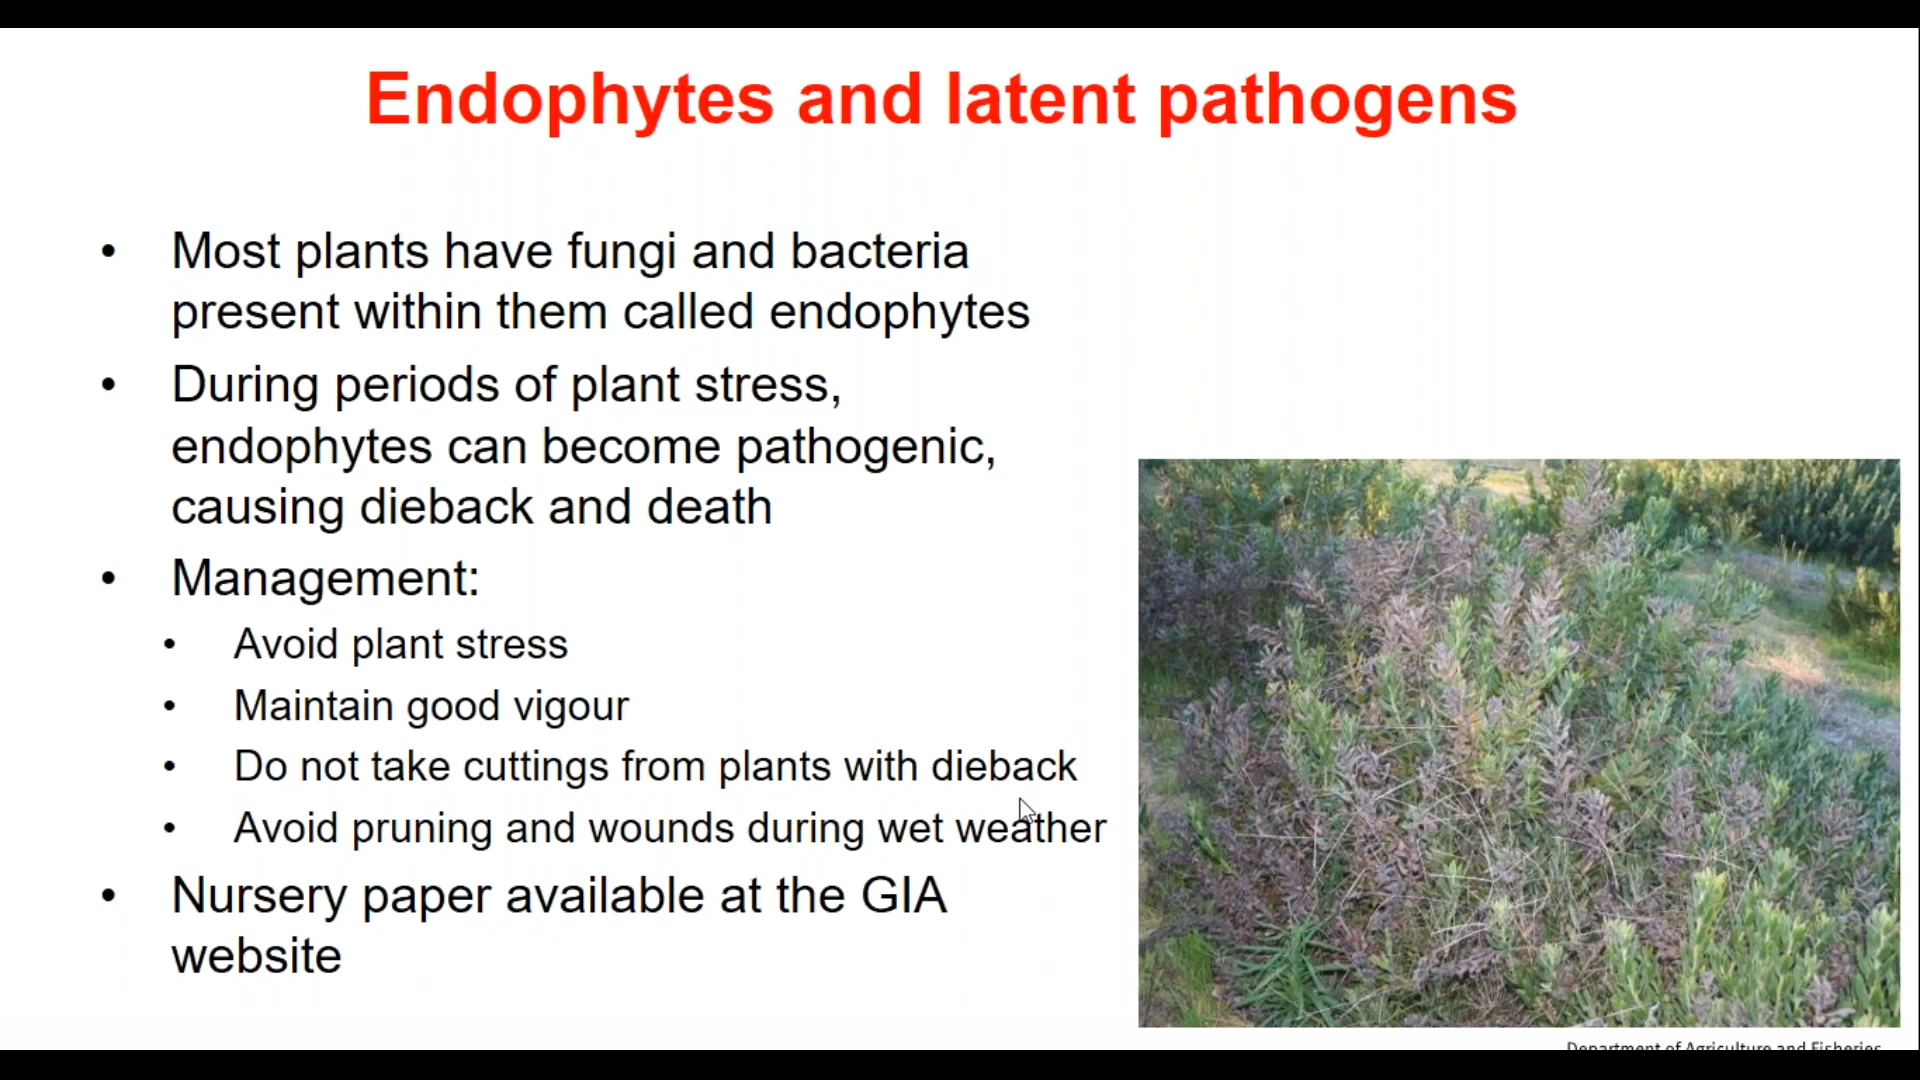 Endophytes and latent pathogens
• Most plants have fungi and bacteria
present within them called endophytes
• During periods of plant stress,
endophytes can become pathogenic,
causing dieback and death
• Management:
• Avoid plant stress
• Maintain good vigour
• Do not take cuttings from plants with dieback
• Avoid pruning and wounds during wet weather
• Nursery paper available at the GIA
website
Department of Agriculture and Fisheries